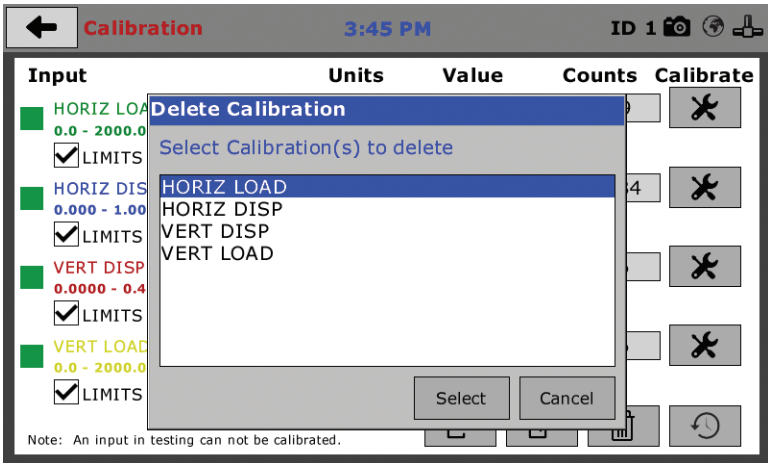 Calibration 3:45 PM ID 1
Input Units Value Counts Calibrate
HORIZ LOA
0.0 - 2000.0
LIMITS
HORIZ DIS
0.000 - 1.00
LIMITS
VERT DISP
0.0000 - 0.4
LIMITS
VERT LOAD
0.0 - 2000.0
LIMITS
Delete Calibration
Select Calibration(s) to delete
HORIZ LOAD
HORIZ DISP
VERT DISP
VERT LOAD
Select Cancel
Note: An input in testing can not be calibrated.